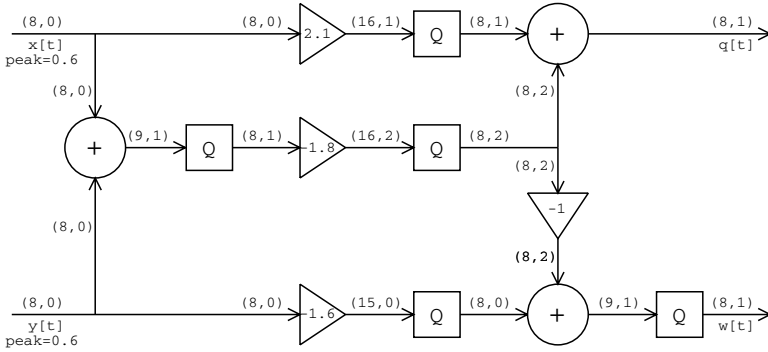 (8,0) (8,0) (16,1) (8,1) (8,1)
x[t] 2.1 Q + q[t]
peak=0.6
(8,0) (8,2)
(9,1) (8,1) (16,2) (8,2)
+ Q -1.8 Q
(8,2)
-1
(8,0)
(8,2)
(8,0) (8,0) (15,0) (8,0) (9,1) (8,1)
y[t] -1.6 Q + Q w[t]
peak=0.6